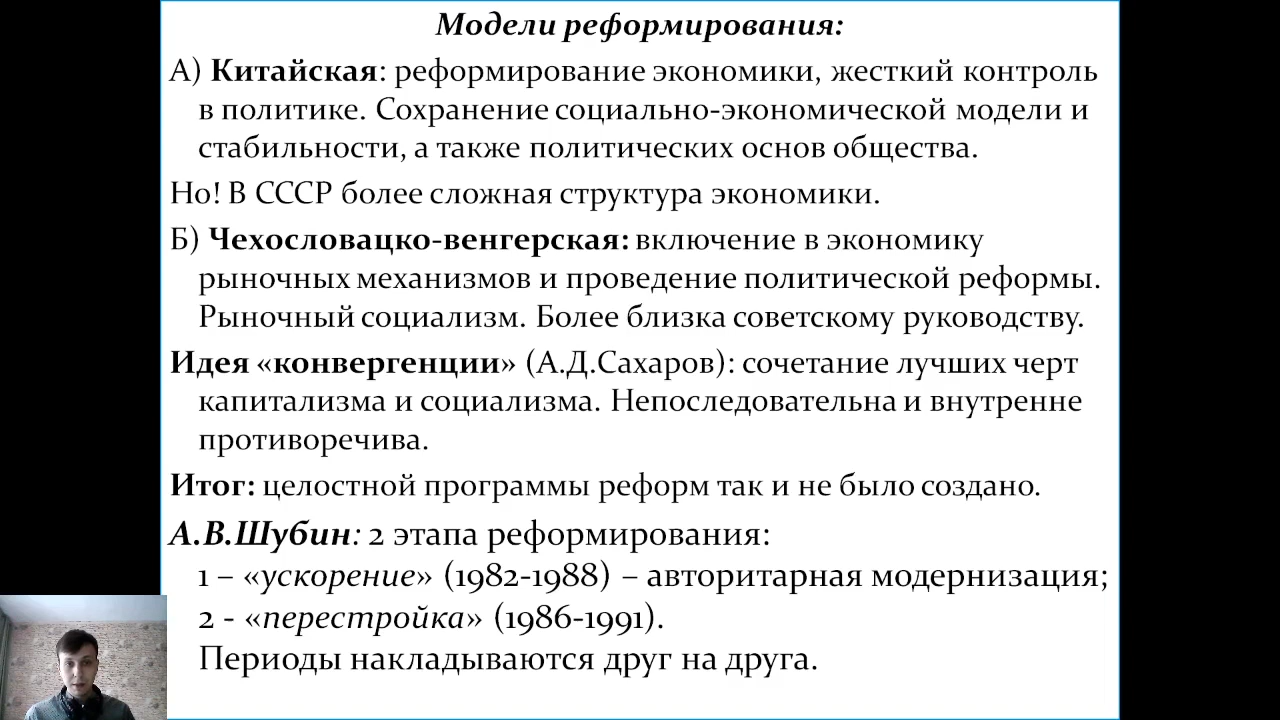 Модели реформирования:
А) Китайская: реформирование экономики, жесткий контроль
в политике. Сохранение социально-экономической модели и
стабильности, а также политических основ общества.
Но! В СССР более сложная структура экономики.
Б) Чехословацко-венгерская: включение в экономику
рыночных механизмов и проведение политической реформы.
Рыночный социализм. Более близка советскому руководству.
Идея «конвергенции» (А.Д.Сахаров): сочетание лучших черт
капитализма и социализма. Непоследовательна и внутренне
противоречива.
Итог: целостной программы реформ так и не было создано.
А.В.Шубин: 2 этапа реформирования:
1 – «ускорение» (1982-1988) – авторитарная модернизация;
2 - «перестройка» (1986-1991).
Периоды накладываются друг на друга.